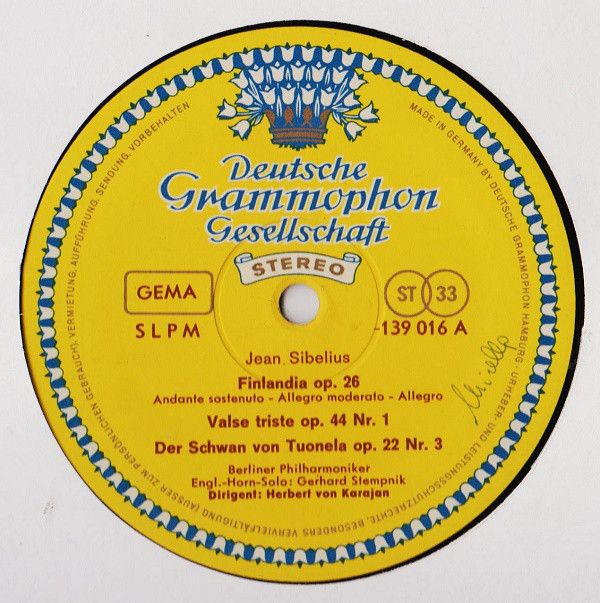 Deutsche
Grammophon
Gesellschaft
STEREO
GEMA
ST 33
SLPM
-139 016 A
Jean Sibelius
Finlandia op. 26
Andante sostenuto - Allegro moderato - Allegro
Valse triste op. 44 Nr. 1
Der Schwan von Tuonela op. 22 Nr. 3
Berliner Philharmoniker
Engl.-Horn-Solo: Gerhard Stempnik
Dirigent: Herbert von Karajan
MADE IN GERMANY BY DEUTSCHE GRAMMOPHON HAMBURG · URHEBER- UND LEISTUNGSSCHUTZRECHTE, BESONDERS VERVIELFÄLTIGUNG (AUSSER ZUM PERSÖNLICHEN GEBRAUCH), VERMIETUNG, AUFFÜHRUNG, SENDUNG, VORBEHALTEN